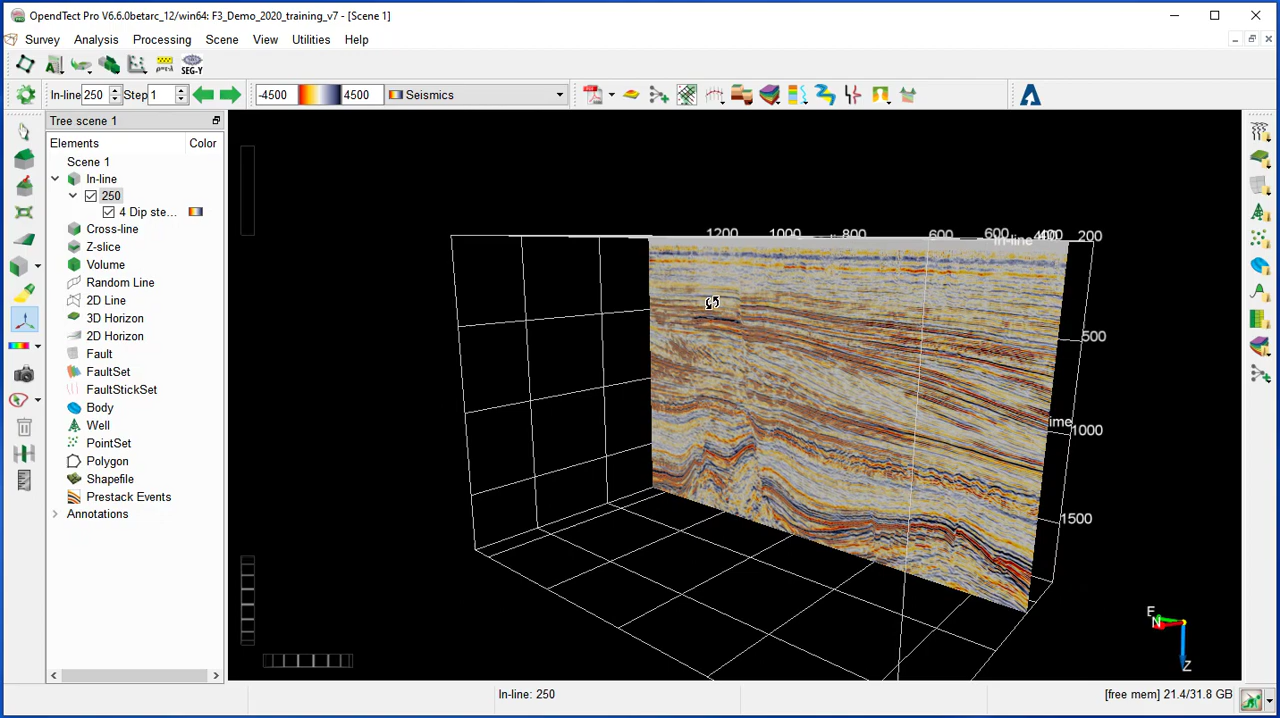 OpendTect Pro V6.6.0betarc_12/win64: F3_Demo_2020_training_v7 - [Scene 1]
Survey Analysis Processing Scene View Utilities Help
SEG-Y
In-line 250 Step 1 -4500 4500 Seismics
Tree scene 1
Elements Color
Scene 1
In-line
250
4 Dip ste...
Cross-line
Z-slice
Volume
Random Line
2D Line
3D Horizon
2D Horizon
Fault
FaultSet
FaultStickSet
Body
Well
PointSet
Polygon
Shapefile
Prestack Events
Annotations
1200 1000 800 600 600 400 200
In-line
500
ime 1000
1500
N
Z
In-line: 250 [free mem] 21.4/31.8 GB